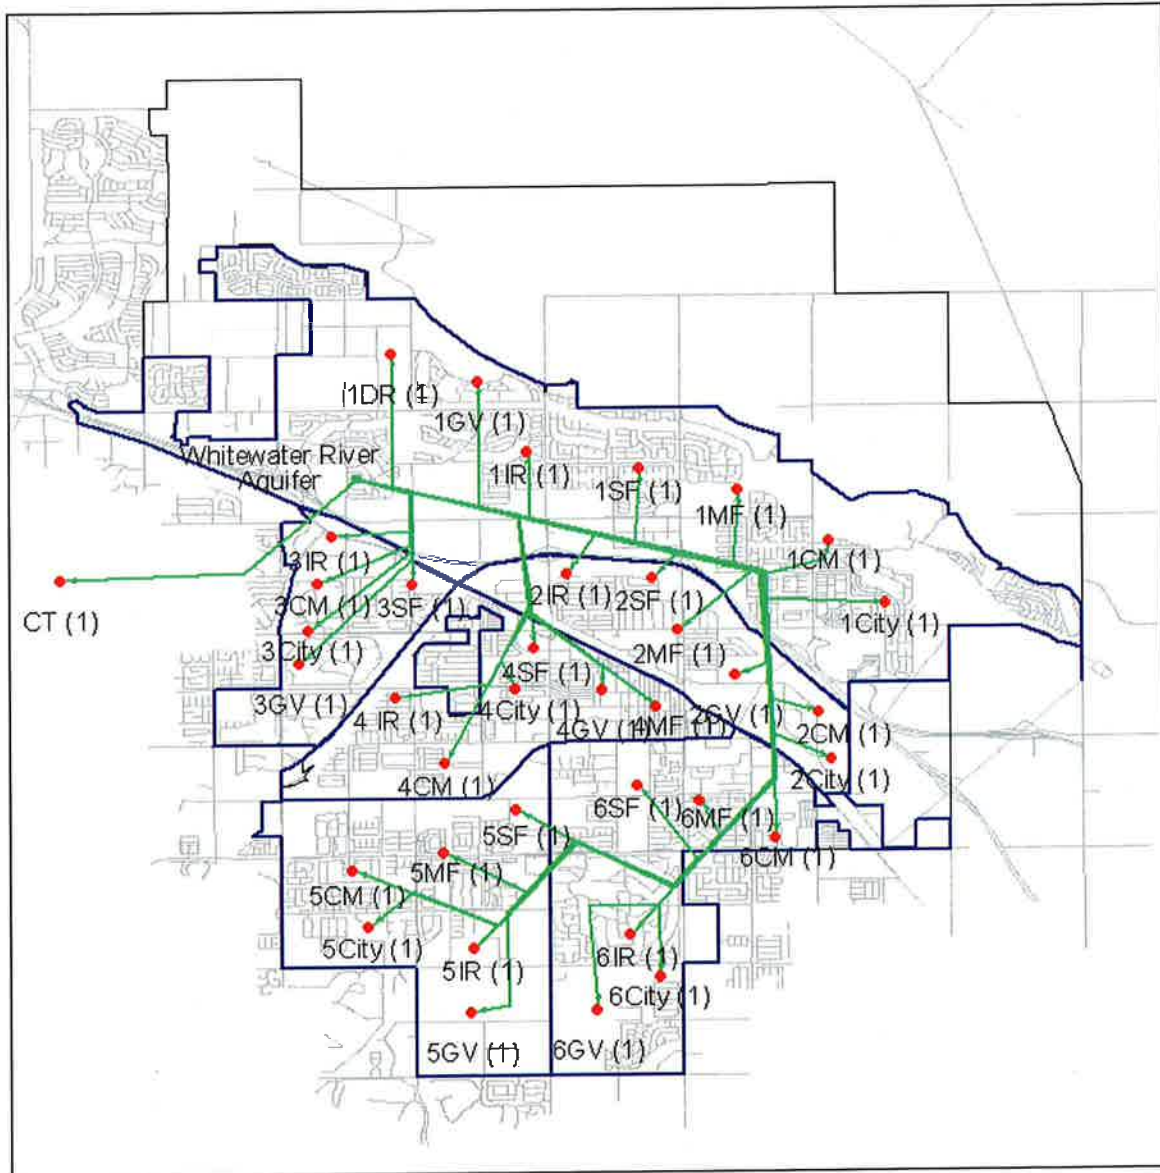 1DR (1)
1GV (1)
Whitewater River
Aquifer
1IR (1)
1SF (1)
1MF (1)
1CM (1)
3IR (1)
3CM (1)
3SF (1)
2IR (1)
2SF (1)
1City (1)
CT (1)
3City (1)
2MF (1)
4SF (1)
3GV (1)
4IR (1)
4City (1)
4GV (1)
4MF (1)
2GV (1)
2CM (1)
4CM (1)
2City (1)
6SF (1)
6MF (1)
5SF (1)
6CM (1)
5MF (1)
5CM (1)
5City (1)
5IR (1)
6IR (1)
6City (1)
5GV (1)
6GV (1)